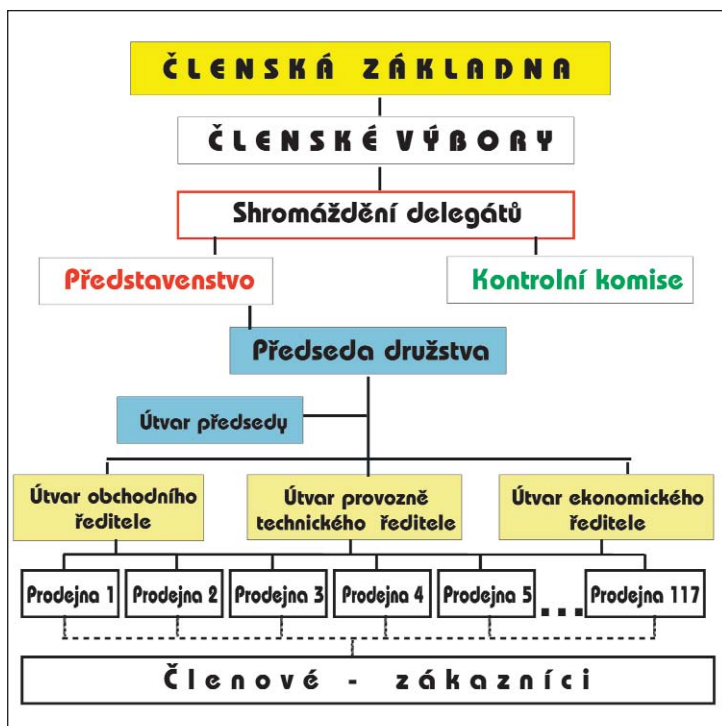 ČLENSKÁ ZÁKLADNA
ČLENSKÉ VÝBORY
Shromáždění delegátů
Představenstvo
Kontrolní komise
Předseda družstva
Útvar předsedy
Útvar obchodního
ředitele
Útvar provozně
technického ředitele
Útvar ekonomického
ředitele
Prodejna 1
Prodejna 2
Prodejna 3
Prodejna 4
Prodejna 5
...
Prodejna 117
Členové - zákazníci